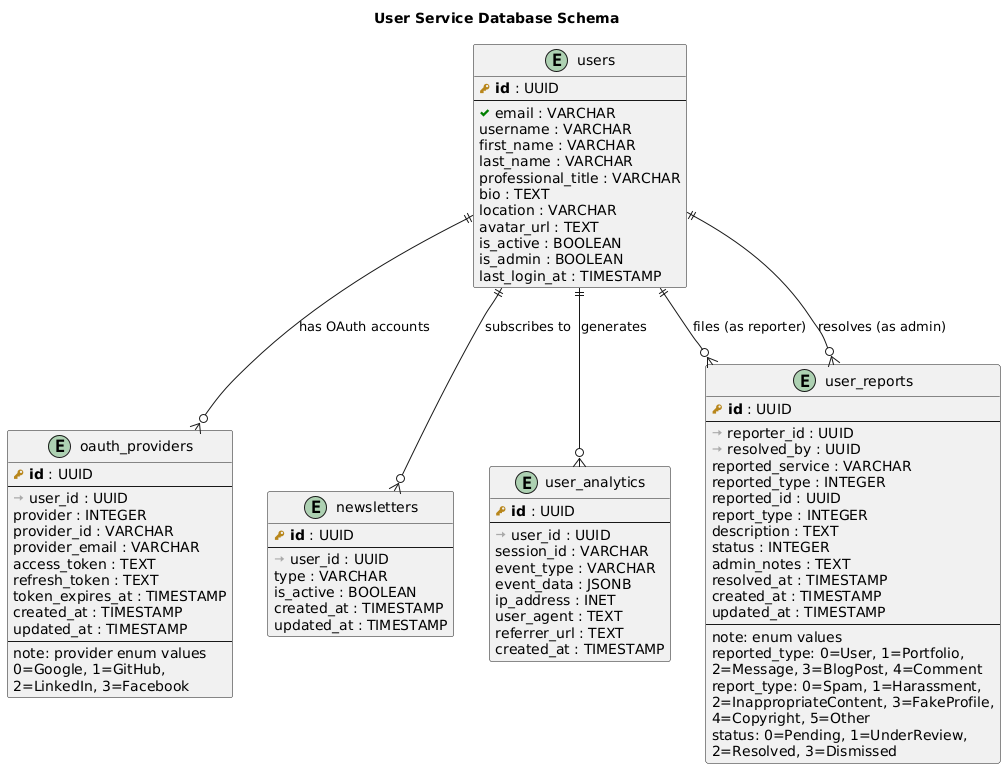 User Service Database Schema
E users
id : UUID
email : VARCHAR
username : VARCHAR
first_name : VARCHAR
last_name : VARCHAR
professional_title : VARCHAR
bio : TEXT
location : VARCHAR
avatar_url : TEXT
is_active : BOOLEAN
is_admin : BOOLEAN
last_login_at : TIMESTAMP
has OAuth accounts
subscribes to
generates
files (as reporter)
resolves (as admin)
E oauth_providers
id : UUID
user_id : UUID
provider : INTEGER
provider_id : VARCHAR
provider_email : VARCHAR
access_token : TEXT
refresh_token : TEXT
token_expires_at : TIMESTAMP
created_at : TIMESTAMP
updated_at : TIMESTAMP
note: provider enum values
0=Google, 1=GitHub,
2=LinkedIn, 3=Facebook
E newsletters
id : UUID
user_id : UUID
type : VARCHAR
is_active : BOOLEAN
created_at : TIMESTAMP
updated_at : TIMESTAMP
E user_analytics
id : UUID
user_id : UUID
session_id : VARCHAR
event_type : VARCHAR
event_data : JSONB
ip_address : INET
user_agent : TEXT
referrer_url : TEXT
created_at : TIMESTAMP
E user_reports
id : UUID
reporter_id : UUID
resolved_by : UUID
reported_service : VARCHAR
reported_type : INTEGER
reported_id : UUID
report_type : INTEGER
description : TEXT
status : INTEGER
admin_notes : TEXT
resolved_at : TIMESTAMP
created_at : TIMESTAMP
updated_at : TIMESTAMP
note: enum values
reported_type: 0=User, 1=Portfolio,
2=Message, 3=BlogPost, 4=Comment
report_type: 0=Spam, 1=Harassment,
2=InappropriateContent, 3=FakeProfile,
4=Copyright, 5=Other
status: 0=Pending, 1=UnderReview,
2=Resolved, 3=Dismissed